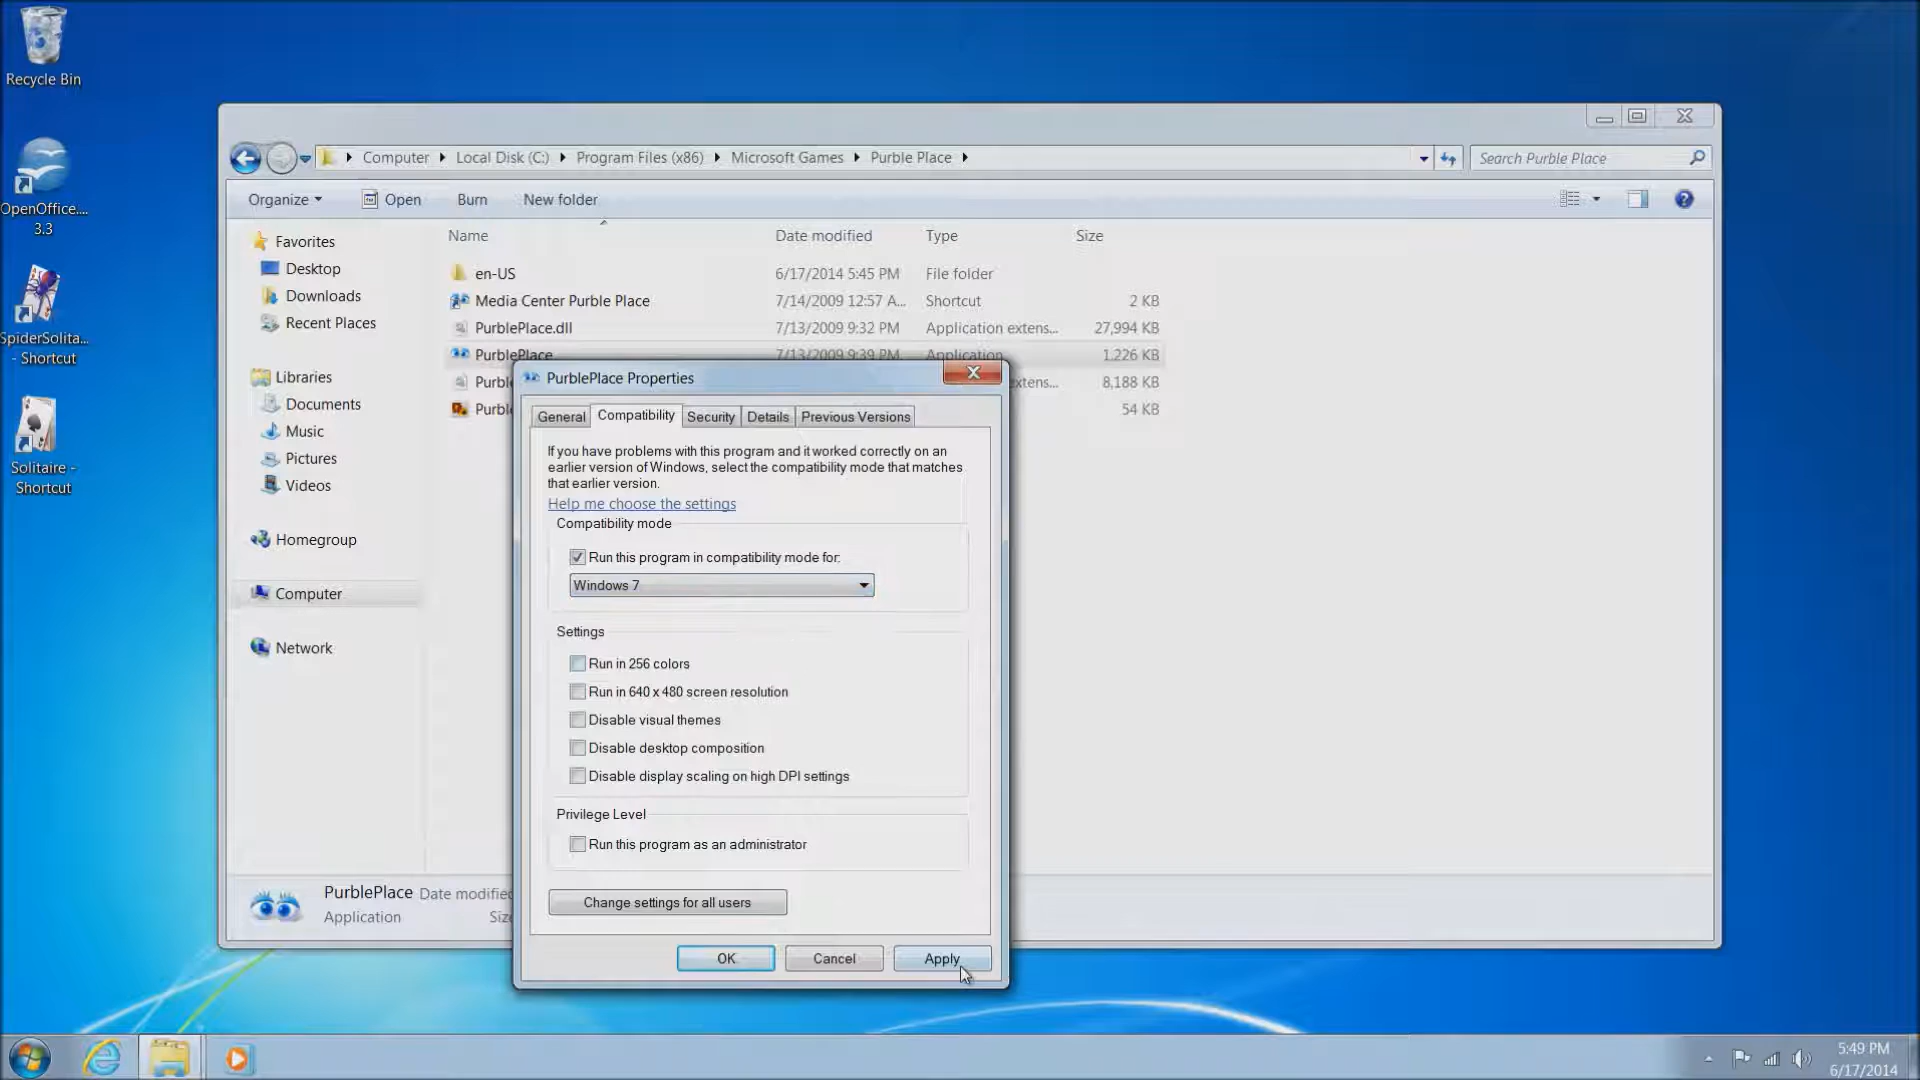 Recycle Bin
OpenOffice....
3.3
SpiderSolita...
- Shortcut
Solitaire -
Shortcut
Computer
Local Disk (C:)
Program Files (x86)
Microsoft Games
Purble Place
Search Purble Place
Organize
Open
Burn
New folder
Favorites
Desktop
Downloads
Recent Places
Libraries
Documents
Music
Pictures
Videos
Homegroup
Computer
Network
Name Date modified Type Size
en-US 6/17/2014 5:45 PM File folder
Media Center Purble Place 7/14/2009 12:57 A... Shortcut 2 KB
PurblePlace.dll 7/13/2009 9:32 PM Application extens... 27,994 KB
PurblePlace 7/13/2009 9:39 PM Application 1,226 KB
Purbl extens... 8,188 KB
Purbl 54 KB
PurblePlace Properties
General
Compatibility
Security
Details
Previous Versions
If you have problems with this program and it worked correctly on an
earlier version of Windows, select the compatibility mode that matches
that earlier version.
Help me choose the settings
Compatibility mode
Run this program in compatibility mode for:
Windows 7
Settings
Run in 256 colors
Run in 640 x 480 screen resolution
Disable visual themes
Disable desktop composition
Disable display scaling on high DPI settings
Privilege Level
Run this program as an administrator
Change settings for all users
OK
Cancel
Apply
PurblePlace Date modified
Application
5:49 PM
6/17/2014